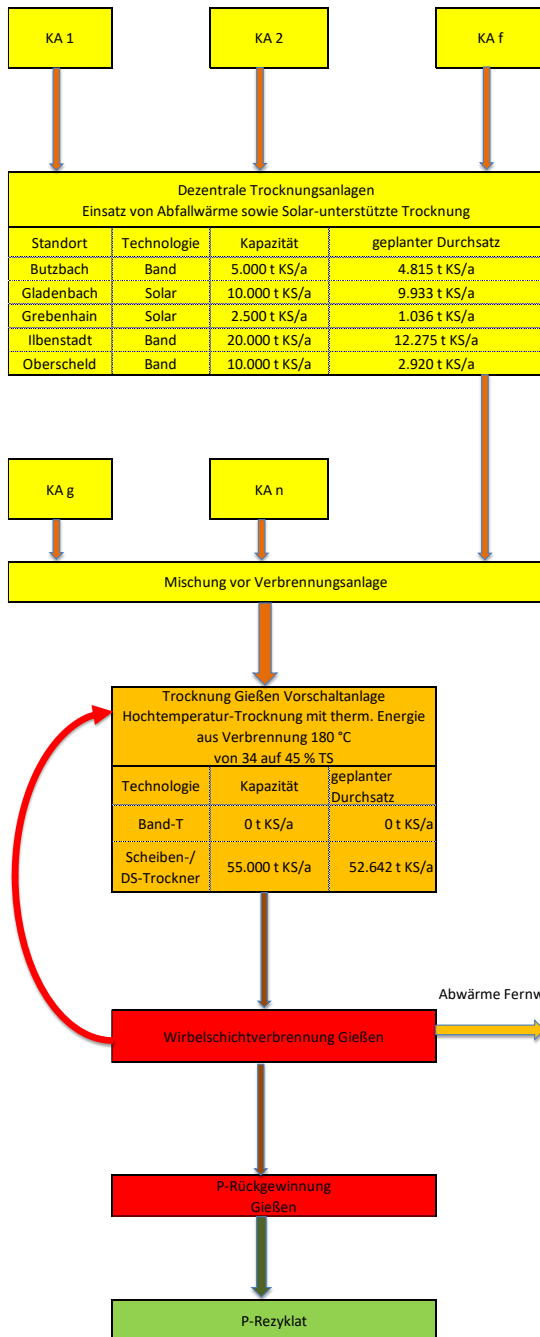 KA 1
KA 2
KA f
Dezentrale Trocknungsanlagen
Einsatz von Abfallwärme sowie Solar-unterstützte Trocknung
Standort Technologie Kapazität geplanter Durchsatz
Butzbach Band 5.000 t KS/a 4.815 t KS/a
Gladenbach Solar 10.000 t KS/a 9.933 t KS/a
Grebenhain Solar 2.500 t KS/a 1.036 t KS/a
Ilbenstadt Band 20.000 t KS/a 12.275 t KS/a
Oberscheld Band 10.000 t KS/a 2.920 t KS/a
KA g
KA n
Mischung vor Verbrennungsanlage
Trocknung Gießen Vorschaltanlage
Hochtemperatur-Trocknung mit therm. Energie
aus Verbrennung 180 °C
von 34 auf 45 % TS
Technologie Kapazität geplanter
Durchsatz
Band-T 0 t KS/a 0 t KS/a
Scheiben-/
DS-Trockner 55.000 t KS/a 52.642 t KS/a
Abwärme Fernw
Wirbelschichtverbrennung Gießen
P-Rückgewinnung
Gießen
P-Rezyklat